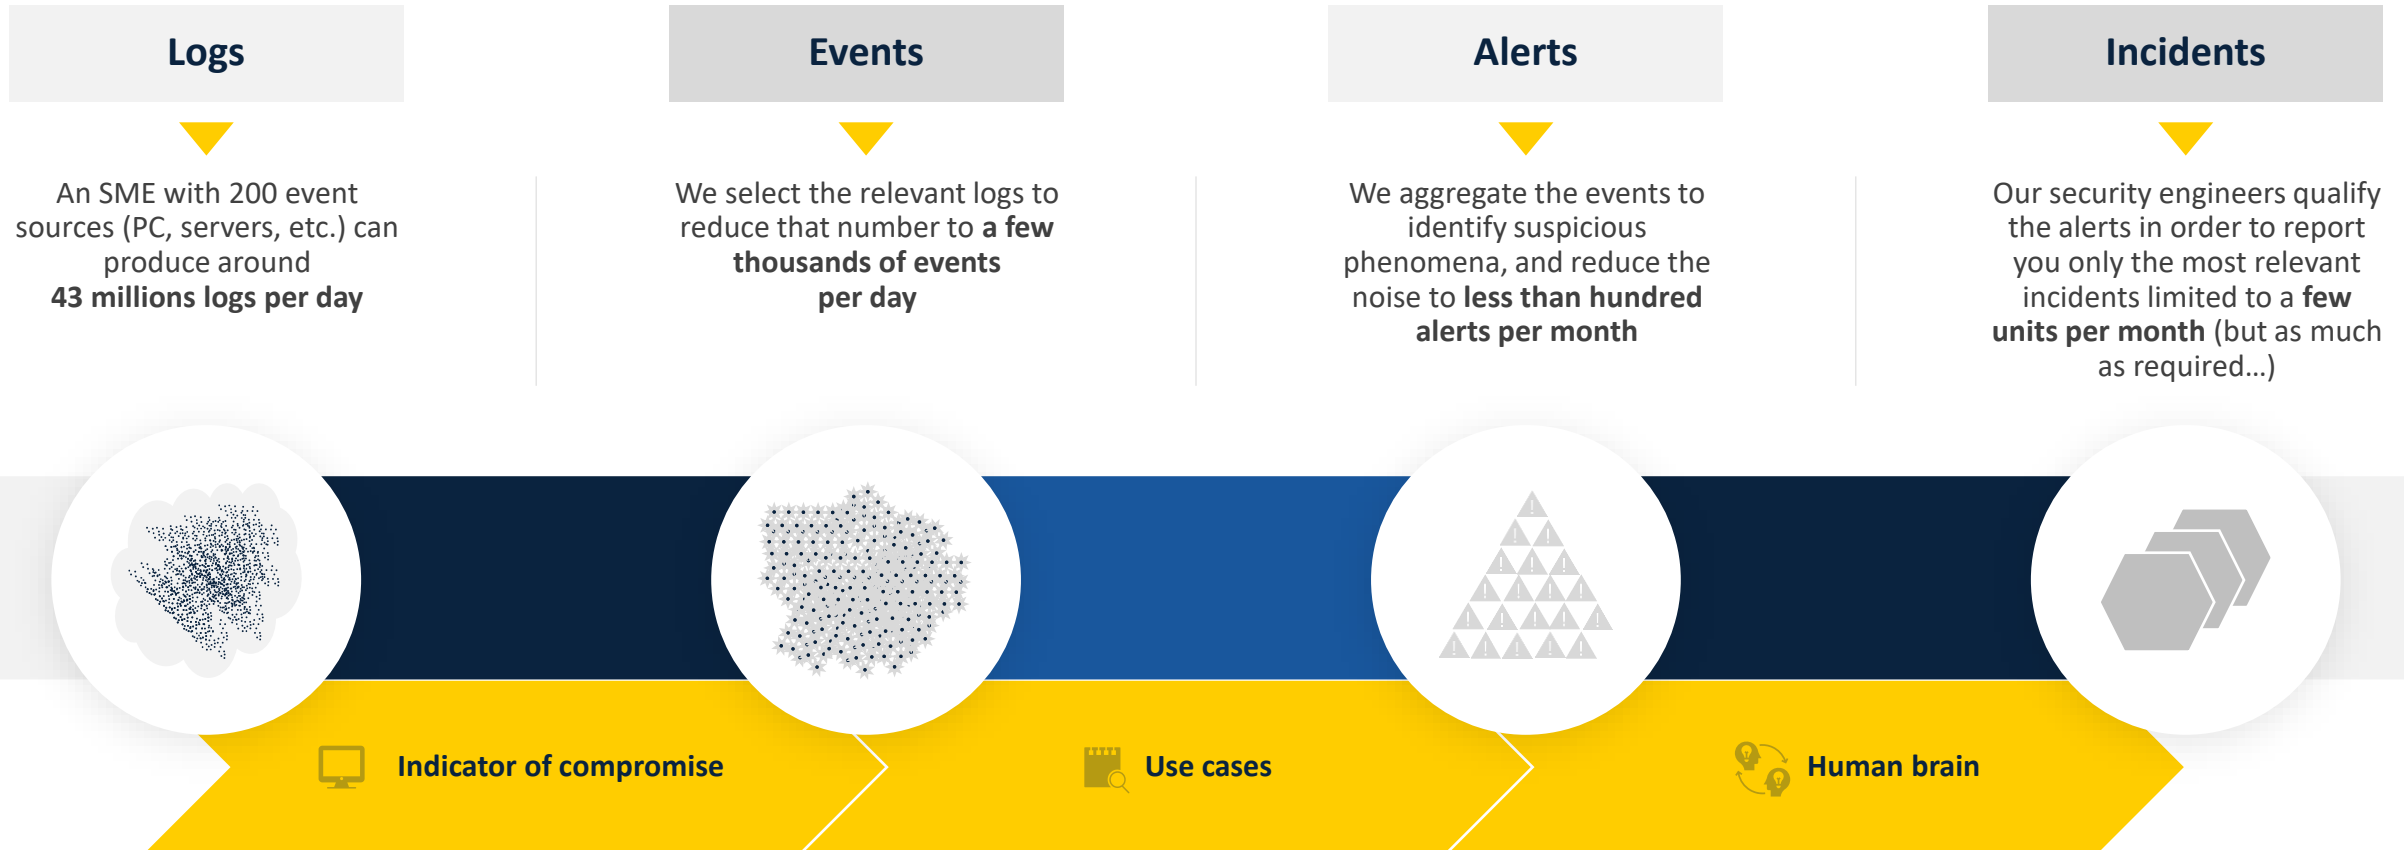 Logs
An SME with 200 event
sources (PC, servers, etc.) can
produce around
43 millions logs per day
Events
We select the relevant logs to
reduce that number to a few
thousands of events
per day
Alerts
We aggregate the events to
identify suspicious
phenomena, and reduce the
noise to less than hundred
alerts per month
Incidents
Our security engineers qualify
the alerts in order to report
you only the most relevant
incidents limited to a few
units per month (but as much
as required...)
Indicator of compromise
Use cases
Human brain